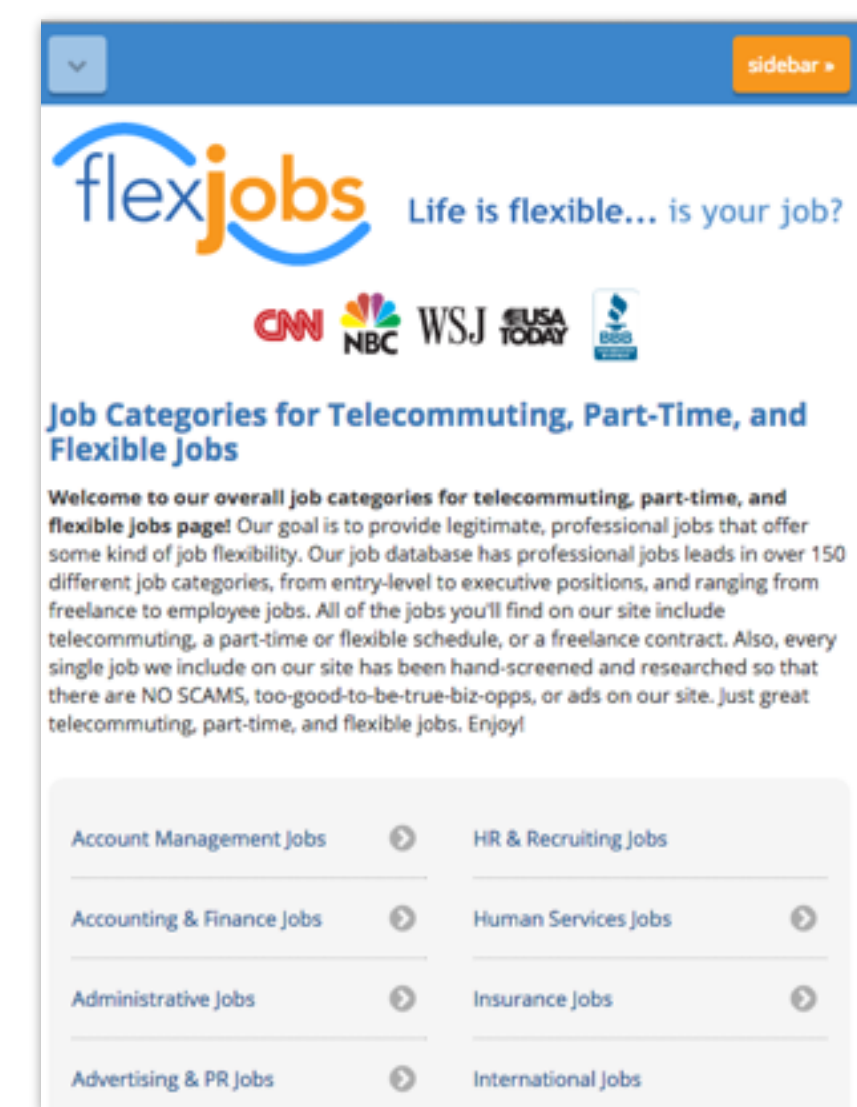 sidebar »
flexjobs
Life is flexible... is your job?
CNN NBC WSJ USA TODAY BBB
Job Categories for Telecommuting, Part-Time, and
Flexible Jobs
Welcome to our overall job categories for telecommuting, part-time, and
flexible jobs page! Our goal is to provide legitimate, professional jobs that offer
some kind of job flexibility. Our job database has professional jobs leads in over 150
different job categories, from entry-level to executive positions, and ranging from
freelance to employee jobs. All of the jobs you'll find on our site include
telecommuting, a part-time or flexible schedule, or a freelance contract. Also, every
single job we include on our site has been hand-screened and researched so that
there are NO SCAMS, too-good-to-be-true-biz-opps, or ads on our site. Just great
telecommuting, part-time, and flexible jobs. Enjoy!
Account Management Jobs
HR & Recruiting Jobs
Accounting & Finance Jobs
Human Services Jobs
Administrative Jobs
Insurance Jobs
Advertising & PR Jobs
International Jobs